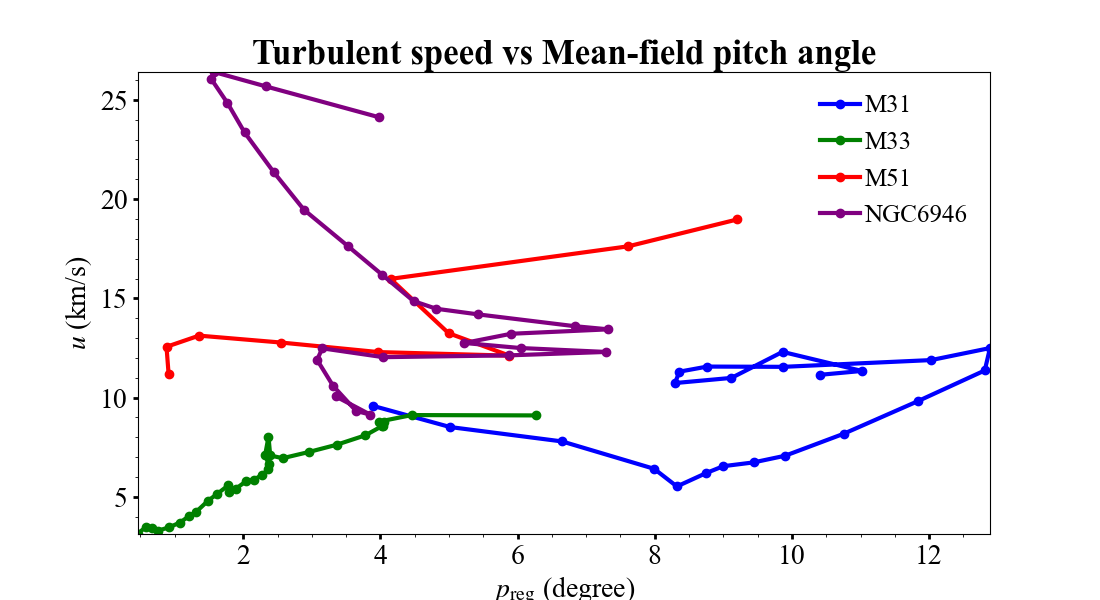 Turbulent speed vs Mean-field pitch angle
25
20
15
10
5
u (km/s)
M31
M33
M51
NGC6946
2 4 6 8 10 12
p_reg (degree)